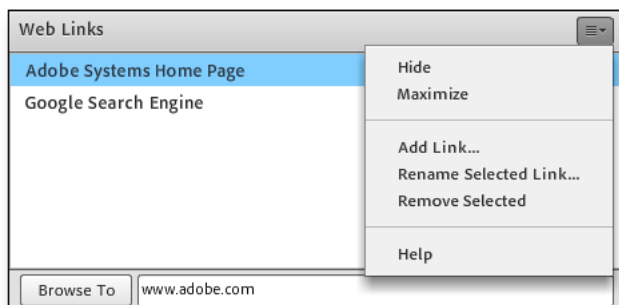 Web Links
Adobe Systems Home Page
Google Search Engine
Hide
Maximize
Add Link...
Rename Selected Link...
Remove Selected
Help
Browse To
www.adobe.com